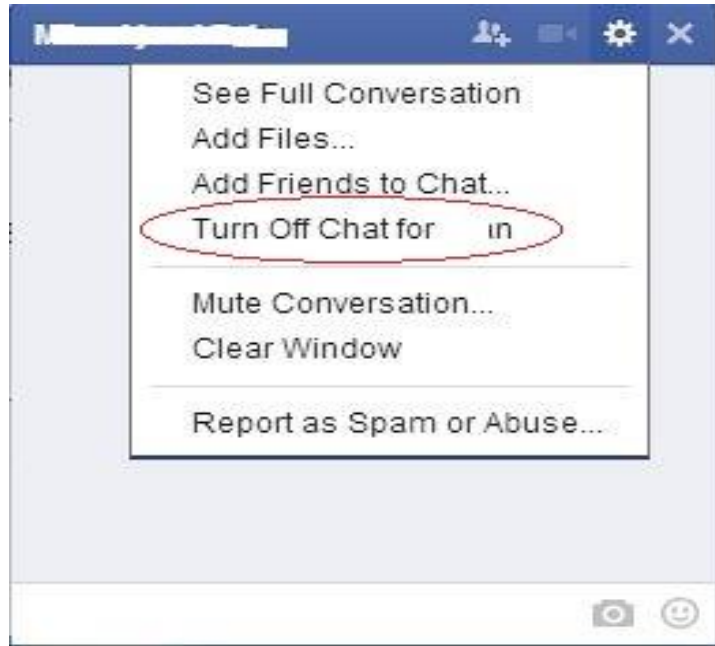 See Full Conversation
Add Files...
Add Friends to Chat...
Turn Off Chat for
Mute Conversation...
Clear Window
Report as Spam or Abuse...